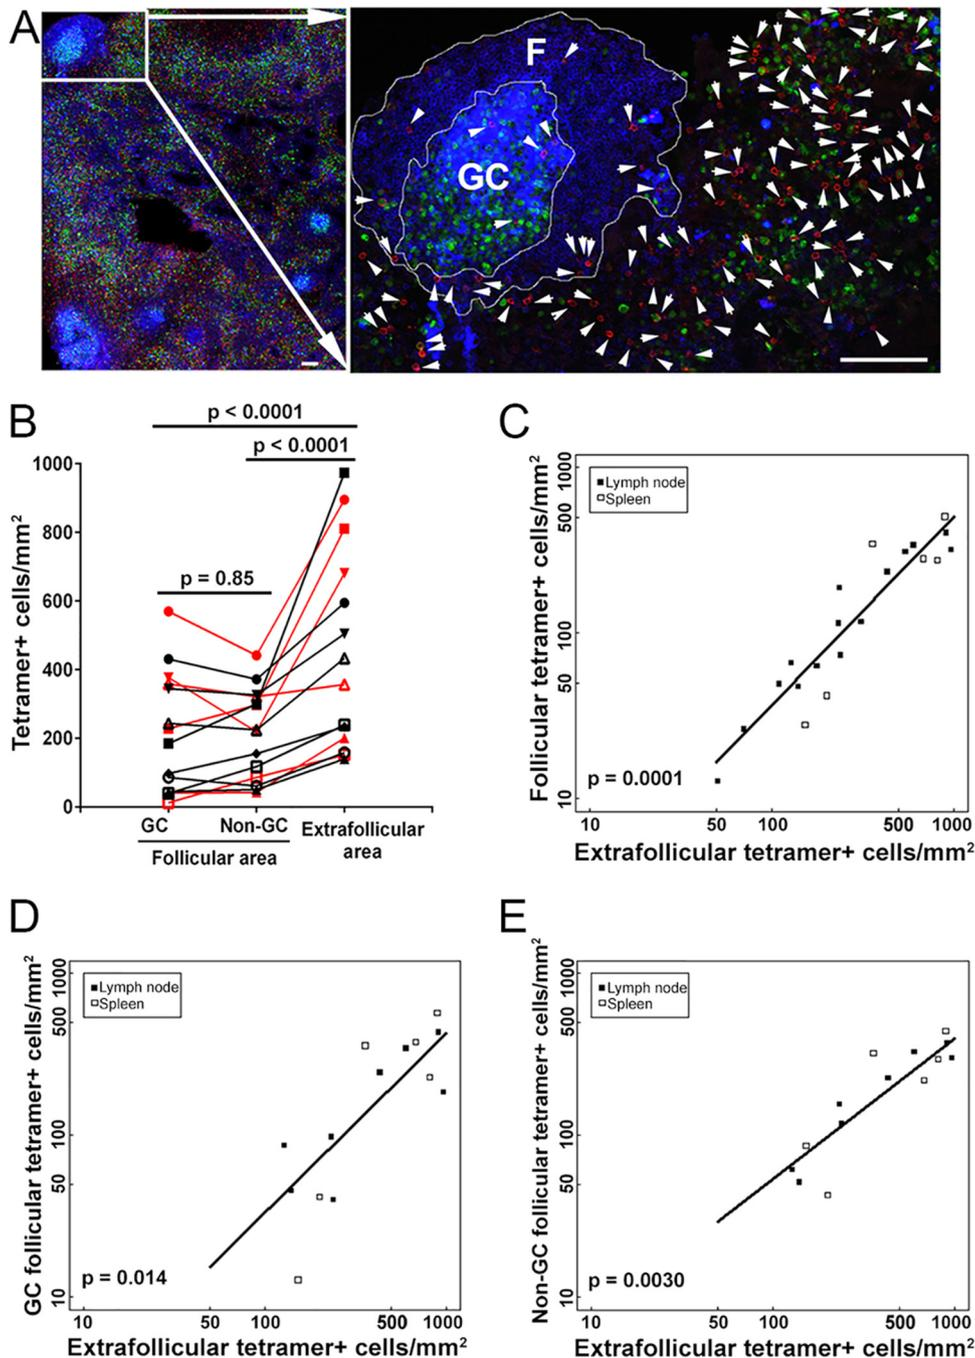 A
F
GC
B
p < 0.0001
p < 0.0001
p = 0.85
Tetramer+ cells/mm²
1000
800
600
400
200
0
GC
Non-GC
Extrafollicular
area
Follicular area
C
Follicular tetramer+ cells/mm²
1000
500
100
50
10
Lymph node
Spleen
p = 0.0001
10 50 100 500 1000
Extrafollicular tetramer+ cells/mm²
D
GC follicular tetramer+ cells/mm²
1000
500
100
50
10
Lymph node
Spleen
p = 0.014
10 50 100 500 1000
Extrafollicular tetramer+ cells/mm²
E
Non-GC follicular tetramer+ cells/mm²
1000
500
100
50
10
Lymph node
Spleen
p = 0.0030
10 50 100 500 1000
Extrafollicular tetramer+ cells/mm²